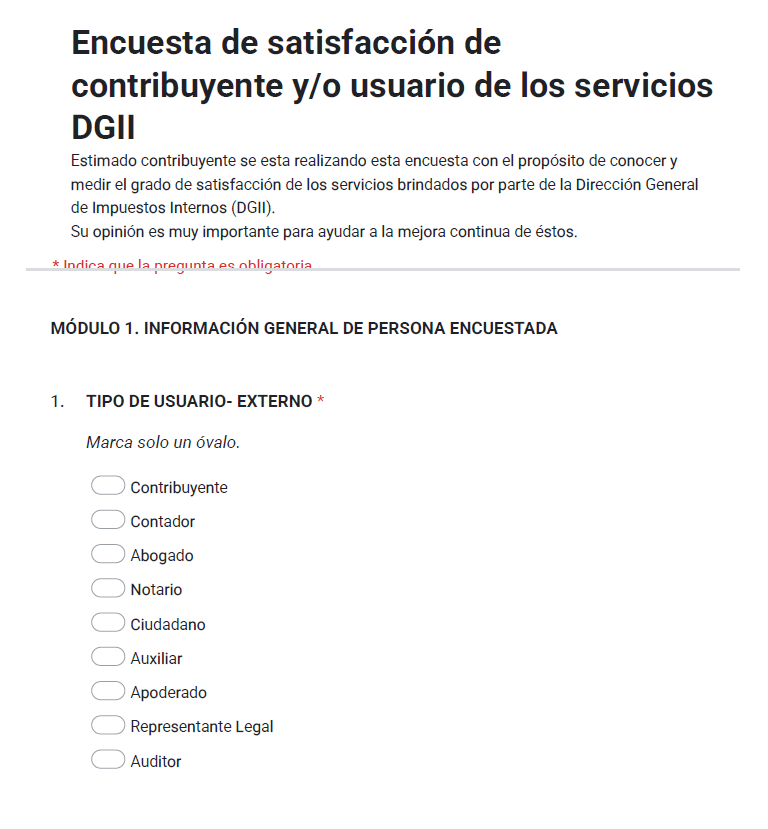 Encuesta de satisfacción de
contribuyente y/o usuario de los servicios
DGII
Estimado contribuyente se esta realizando esta encuesta con el propósito de conocer y
medir el grado de satisfacción de los servicios brindados por parte de la Dirección General
de Impuestos Internos (DGII).
Su opinión es muy importante para ayudar a la mejora continua de éstos.
* Indica que la pregunta es obligatoria
MÓDULO 1. INFORMACIÓN GENERAL DE PERSONA ENCUESTADA
1. TIPO DE USUARIO- EXTERNO *
Marca solo un óvalo.
Contribuyente
Contador
Abogado
Notario
Ciudadano
Auxiliar
Apoderado
Representante Legal
Auditor